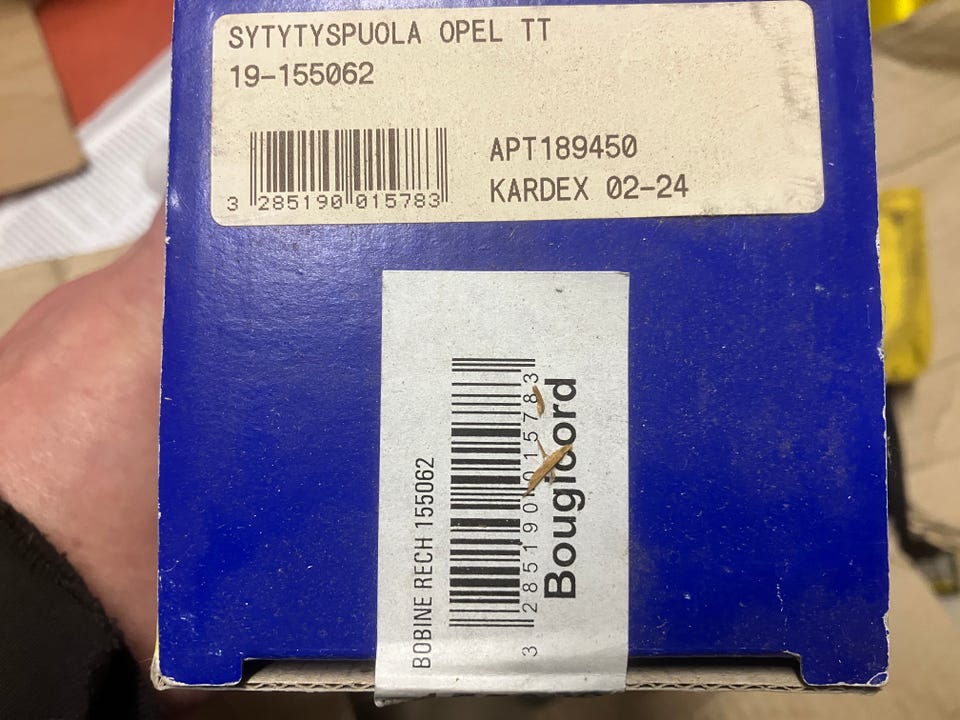 SYTYTYSPUOLA OPEL TT
19-155062
3 285190 015783
APT189450
KARDEX 02-24
BOBINE RECH 155062
3 285190 015783
Bougicord